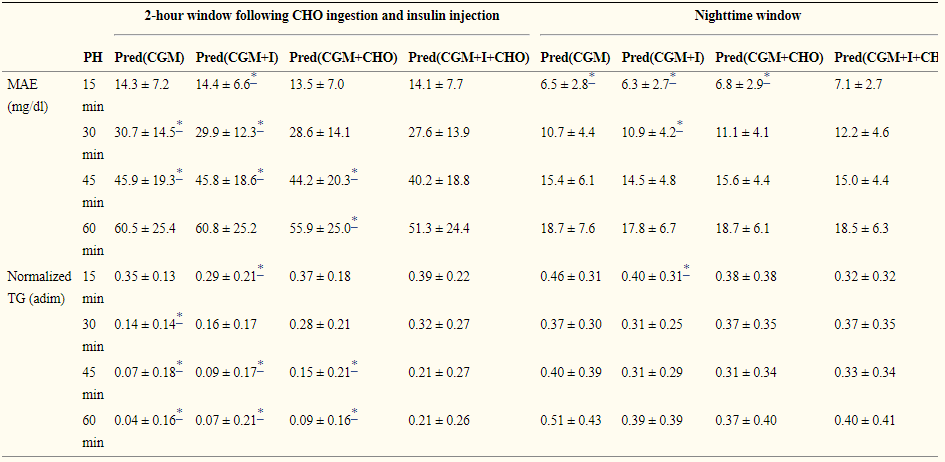 2-hour window following CHO ingestion and insulin injection Nighttime window
PH Pred(CGM) Pred(CGM+I) Pred(CGM+CHO) Pred(CGM+I+CHO) Pred(CGM) Pred(CGM+I) Pred(CGM+CHO) Pred(CGM+I+CH
MAE 15 14.3 ± 7.2 14.4 ± 6.6* 13.5 ± 7.0 14.1 ± 7.7 6.5 ± 2.8* 6.3 ± 2.7* 6.8 ± 2.9* 7.1 ± 2.7
(mg/dl) min
30 30.7 ± 14.5* 29.9 ± 12.3* 28.6 ± 14.1 27.6 ± 13.9 10.7 ± 4.4 10.9 ± 4.2* 11.1 ± 4.1 12.2 ± 4.6
min
45 45.9 ± 19.3* 45.8 ± 18.6* 44.2 ± 20.3* 40.2 ± 18.8 15.4 ± 6.1 14.5 ± 4.8 15.6 ± 4.4 15.0 ± 4.4
min
60 60.5 ± 25.4 60.8 ± 25.2 55.9 ± 25.0* 51.3 ± 24.4 18.7 ± 7.6 17.8 ± 6.7 18.7 ± 6.1 18.5 ± 6.3
min
Normalized 15 0.35 ± 0.13 0.29 ± 0.21* 0.37 ± 0.18 0.39 ± 0.22 0.46 ± 0.31 0.40 ± 0.31* 0.38 ± 0.38 0.32 ± 0.32
TG (adim) min
30 0.14 ± 0.14* 0.16 ± 0.17 0.28 ± 0.21 0.32 ± 0.27 0.37 ± 0.30 0.31 ± 0.25 0.37 ± 0.35 0.37 ± 0.35
min
45 0.07 ± 0.18* 0.09 ± 0.17* 0.15 ± 0.21* 0.21 ± 0.27 0.40 ± 0.39 0.31 ± 0.29 0.31 ± 0.34 0.33 ± 0.34
min
60 0.04 ± 0.16* 0.07 ± 0.21* 0.09 ± 0.16* 0.21 ± 0.26 0.51 ± 0.43 0.39 ± 0.39 0.37 ± 0.40 0.40 ± 0.41
min